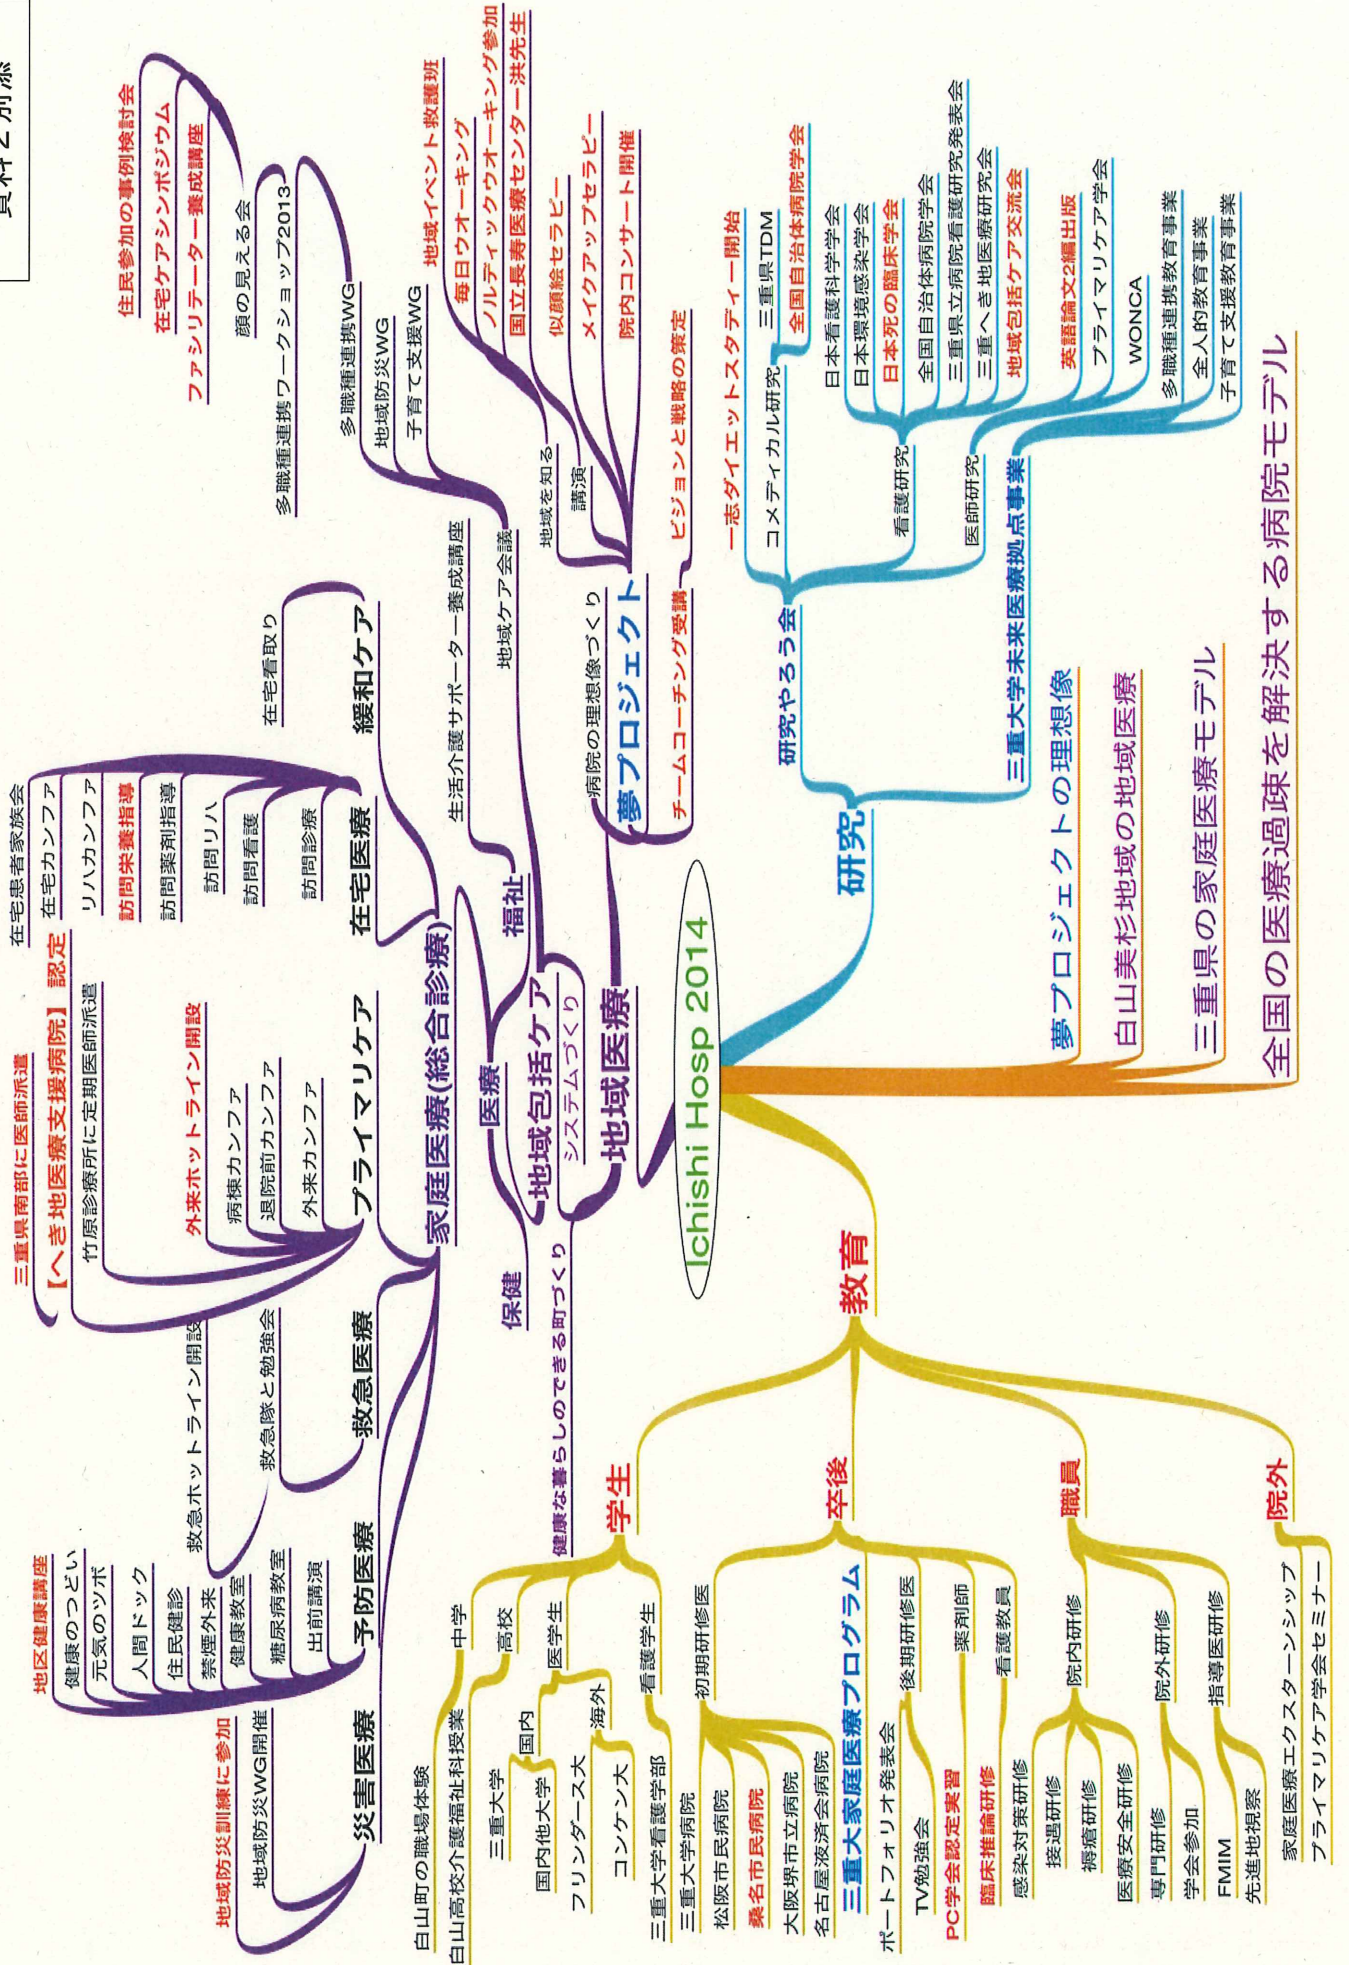 資料2別添
Ichishi Hosp 2014
地域医療
健康な暮らしのできる町づくり
地域包括ケア
システムづくり
医療
保健
福祉
生活介護サポーター養成講座
地域ケア会議
多職種連携WG
地域防災WG
子育て支援WG
多職種連携ワークショップ2013
顔の見える会
住民参加の事例検討会
在宅ケアシンポジウム
ファシリテーター養成講座
家庭医療(総合診療)
災害医療
地域防災訓練に参加
地域防災WG開催
予防医療
地区健康講座
健康のつどい
元気のツボ
人間ドック
住民健診
禁煙外来
健康教室
糖尿病教室
出前講演
救急医療
救急ホットライン開設
救急隊と勉強会
プライマリケア
三重県南部に医師派遣
【へき地医療支援病院】認定
竹原診療所に定期医師派遣
外来ホットライン開設
病棟カンファ
退院前カンファ
外来カンファ
在宅医療
在宅患者家族会
在宅カンファ
リハカンファ
訪問栄養指導
訪問薬剤指導
訪問リハ
訪問看護
訪問診療
緩和ケア
在宅看取り
夢プロジェクト
病院の理想像づくり
チームコーチング受講
ビジョンと戦略の策定
地域を知る
講演
地域イベント救護班
毎日ウオーキング
ノルディックウオーキング参加
国立長寿医療センター洪先生
似顔絵セラピー
メイクアップセラピー
院内コンサート開催
研究
研究やろう会
一志ダイエットスタディー開始
コメディカル研究
三重県TDM
全国自治体病院学会
看護研究
日本看護科学学会
日本環境感染学会
日本死の臨床学会
全国自治体病院学会
三重県立病院看護研究発表会
三重へき地医療研究会
地域包括ケア交流会
医師研究
英語論文2編出版
プライマリケア学会
WONCA
三重大学未来医療拠点事業
多職種連携教育事業
全人的教育事業
子育て支援教育事業
夢プロジェクトの理想像
白山美杉地域の地域医療
三重県の家庭医療モデル
全国の医療過疎を解決する病院モデル
教育
学生
中学
白山町の職場体験
高校
白山高校介護福祉科授業
医学生
国内
三重大学
国内他大学
海外
フリンダース大
コンケン大
看護学生
三重大学看護学部
卒後
初期研修医
三重大学病院
松阪市民病院
桑名市民病院
大阪堺市立病院
名古屋液済会病院
三重大家庭医療プログラム
後期研修医
ポートフォリオ発表会
TV勉強会
薬剤師
PC学会認定実習
看護教員
臨床推論研修
職員
院内研修
感染対策研修
接遇研修
褥瘡研修
医療安全研修
院外研修
専門研修
学会参加
指導医研修
FMIM
先進地視察
院外
家庭医療エクスターンシップ
プライマリケア学会セミナー